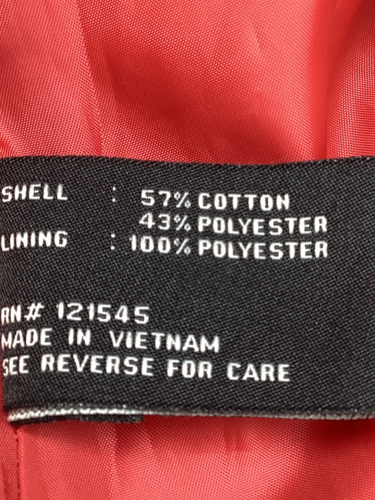 SHELL : 57% COTTON
43% POLYESTER
LINING : 100% POLYESTER
RN# 121545
MADE IN VIETNAM
SEE REVERSE FOR CARE